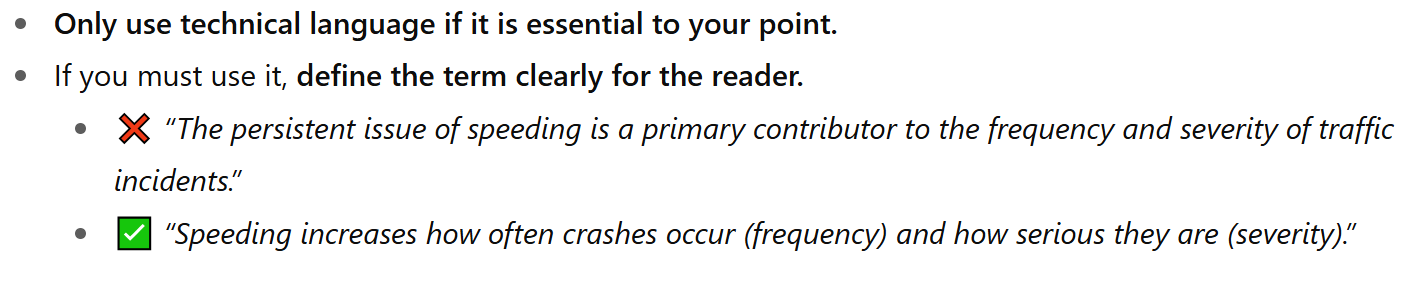 • Only use technical language if it is essential to your point.
• If you must use it, define the term clearly for the reader.
• ❌ “The persistent issue of speeding is a primary contributor to the frequency and severity of traffic
incidents.”
• ✅ “Speeding increases how often crashes occur (frequency) and how serious they are (severity).”